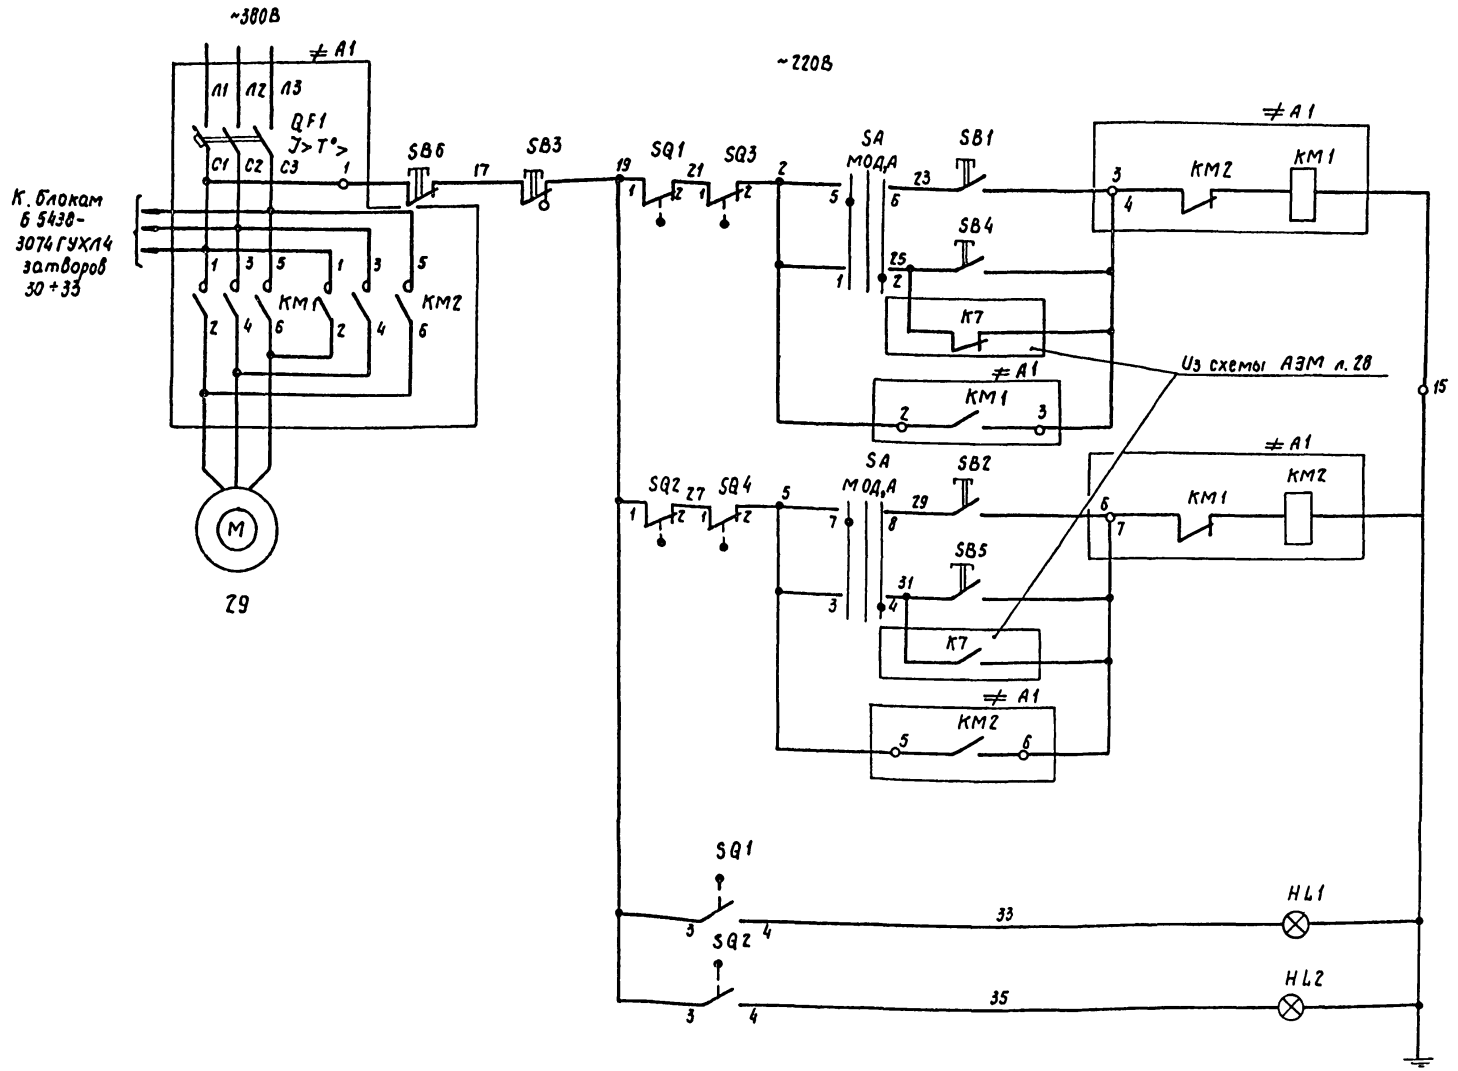 ~380В
≠ А1
Л1 Л2 Л3
QF1
I> T°>
С1 С2 С3
1
SB6
17
SB3
19
К. блокам
Б 5438-
3074 ГУХЛ4
затворов
30÷33
1 3 5
1 3 5
КМ1
КМ2
2 4 6
2 4 6
М
29
~220В
SQ1
21
SQ3
1 2
1 2
2
SA
МОД,А
5 6
23
SB1
3
4
≠ А1
КМ2
КМ1
SB4
25
1 2
К7
Из схемы АЭМ л. 28
≠ А1
КМ1
2 3
15
SQ2
27
SQ4
1 2
1 2
5
SA
МОД,А
7 8
29
SB2
6
7
≠ А1
КМ1
КМ2
SB5
31
3 4
К7
≠ А1
КМ2
5 6
SQ1
3 4
33
HL1
SQ2
3 4
35
HL2